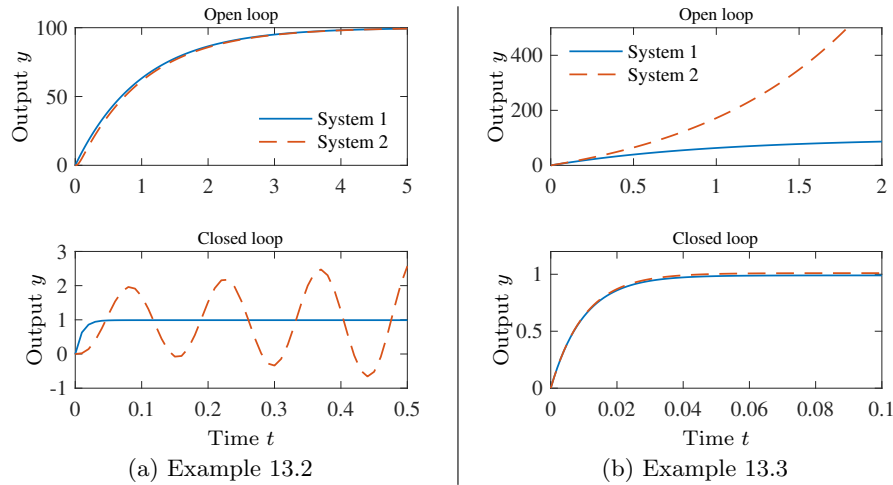 Open loop
Output y
100
50
0
System 1
System 2
0 1 2 3 4 5
Closed loop
Output y
3
2
1
0
-1
0 0.1 0.2 0.3 0.4 0.5
Time t
(a) Example 13.2
Open loop
Output y
400
200
0
System 1
System 2
0 0.5 1 1.5 2
Closed loop
Output y
1
0.5
0
0 0.02 0.04 0.06 0.08 0.1
Time t
(b) Example 13.3